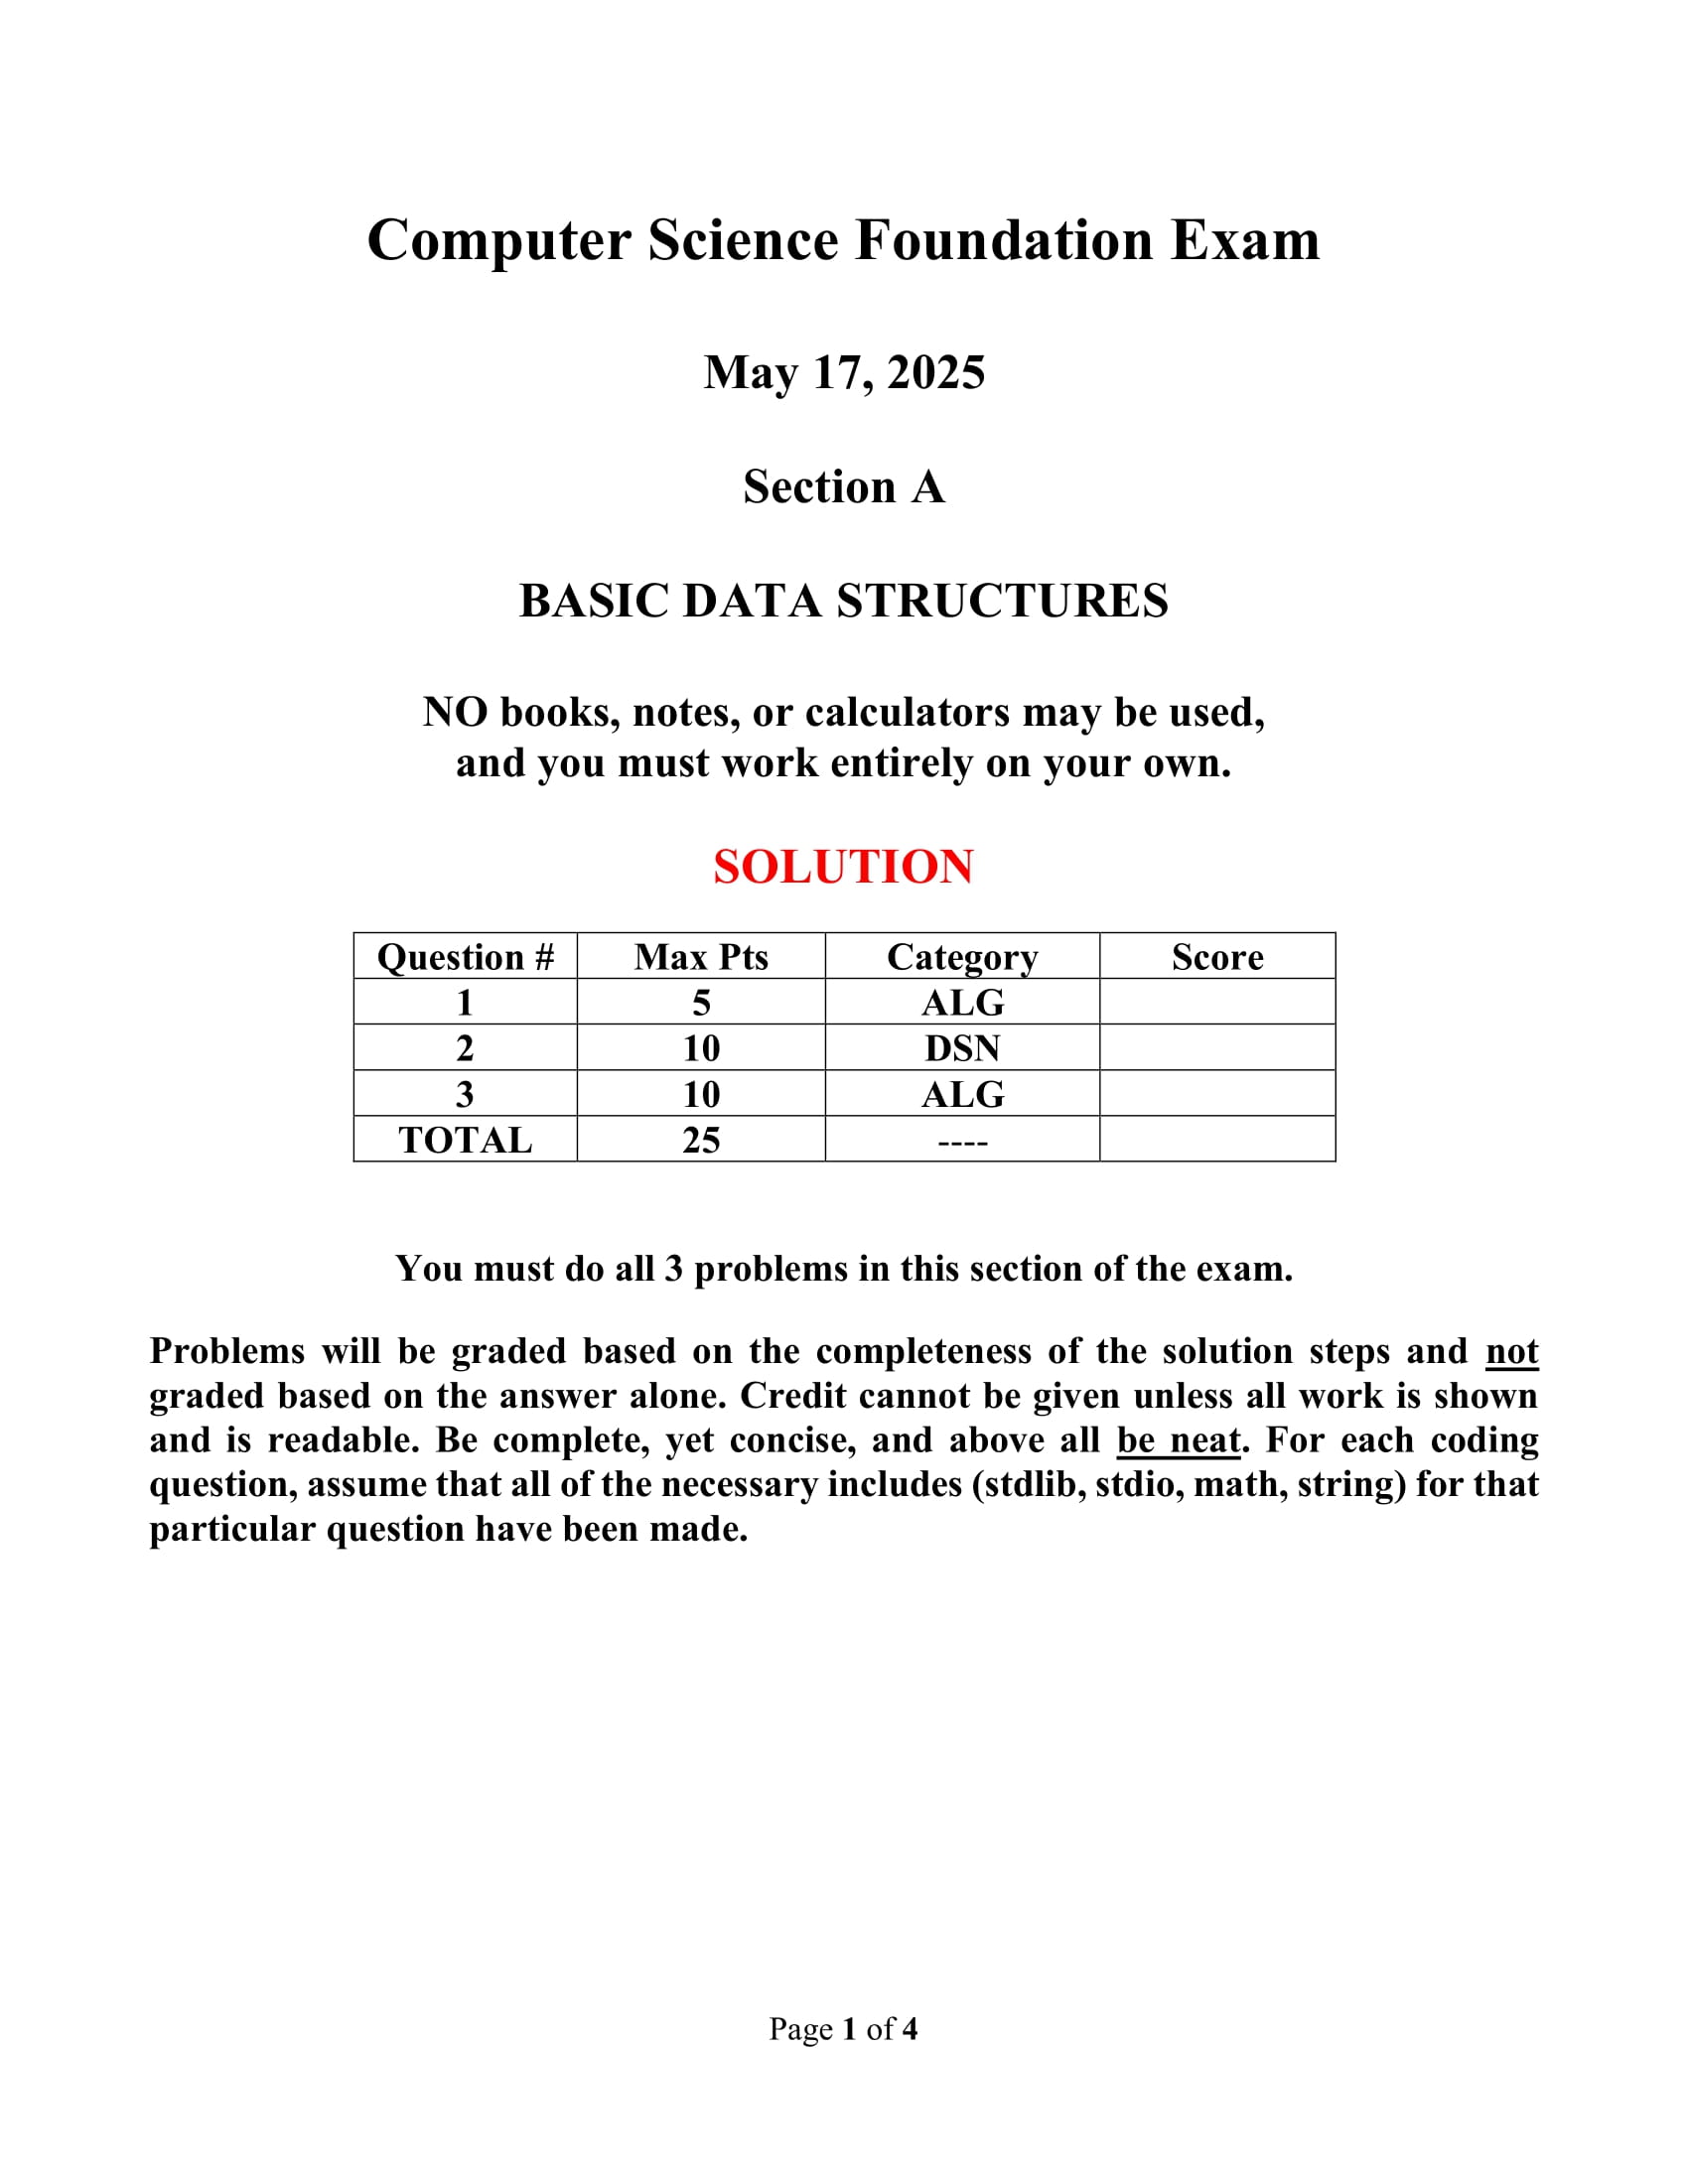 Computer Science Foundation Exam
May 17, 2025
Section A
BASIC DATA STRUCTURES
NO books, notes, or calculators may be used,
and you must work entirely on your own.
SOLUTION
Question # Max Pts Category Score
1 5 ALG
2 10 DSN
3 10 ALG
TOTAL 25 ----
You must do all 3 problems in this section of the exam.
Problems will be graded based on the completeness of the solution steps and not
graded based on the answer alone. Credit cannot be given unless all work is shown
and is readable. Be complete, yet concise, and above all be neat. For each coding
question, assume that all of the necessary includes (stdlib, stdio, math, string) for that
particular question have been made.
Page 1 of 4